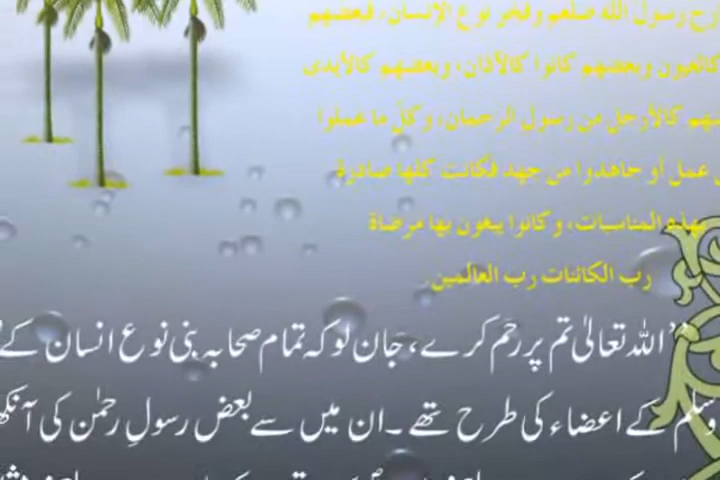 رسول الله صلعم وفخر نوع الإنسان، فبعضهم
كالعيون وبعضهم كانوا كالآذان، وبعضهم كالأيدى
كالأرجل من رسول الرحمان، وكلّ ما عملوا
عمل أو جاهدوا من جهد فكانت كلها صادرة
بهذه المناسبات، وكانوا يبغون بها مرضاة
رب الكائنات رب العالمين.
”اللہ تعالیٰ تم پر رحم کرے، جان لو کہ تمام صحابہ بنی نوع انسان کے
وسلم کے اعضاء کی طرح تھے ۔ان میں سے بعض رسولِ رحمٰن کی